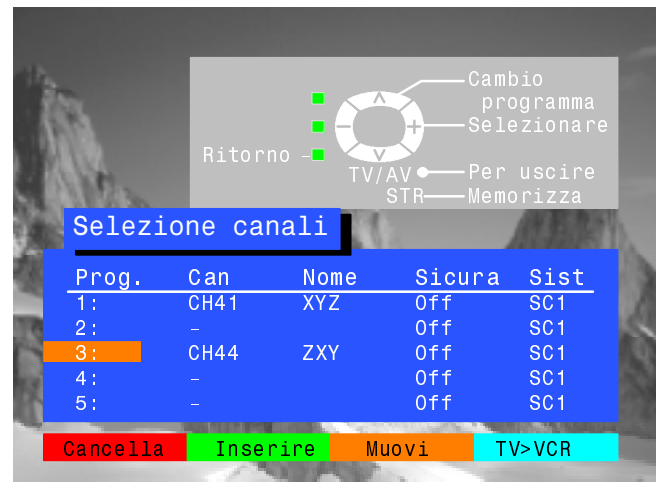 Cambio
programma
Selezionare
Ritorno
TV/AV Per uscire
STR Memorizza
Selezione canali
Prog. Can Nome Sicura Sist
1: CH41 XYZ Off SC1
2: – Off SC1
3: CH44 ZXY Off SC1
4: – Off SC1
5: – Off SC1
Cancella Inserire Muovi TV>VCR